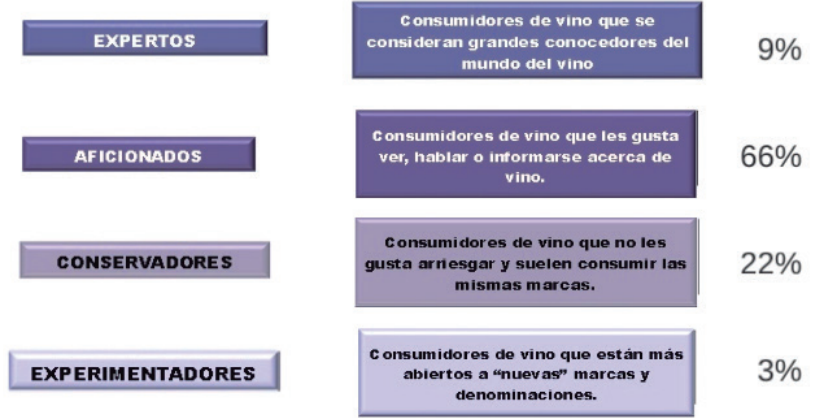 EXPERTOS
Consumidores de vino que se
consideran grandes conocedores del
mundo del vino
9%
AFICIONADOS
Consumidores de vino que les gusta
ver, hablar o informarse acerca de
vino.
66%
CONSERVADORES
Consumidores de vino que no les
gusta arriesgar y suelen consumir las
mismas marcas.
22%
EXPERIMENTADORES
Consumidores de vino que están más
abiertos a “nuevas” marcas y
denominaciones.
3%